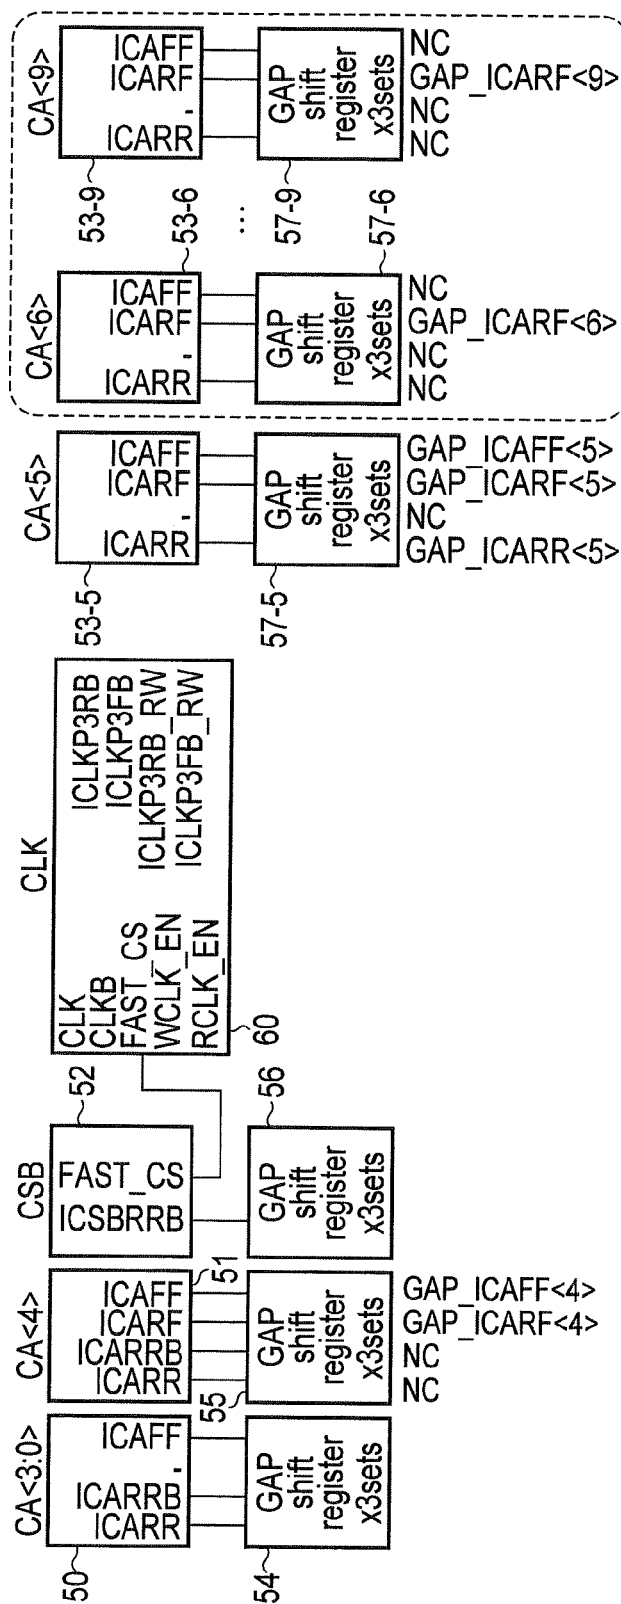 CA<3:0>
ICARR
ICARRB
-
ICAFF
50
GAP
shift
register
x3sets
54
CA<4>
ICARR
ICARRB
ICARF
ICAFF
51
GAP
shift
register
x3sets
55
NC
NC
GAP_ICARF<4>
GAP_ICAFF<4>
CSB
ICSBRRB
FAST_CS
52
GAP
shift
register
x3sets
56
CLK
CLK
CLKB
FAST_CS
WCLK_EN
RCLK_EN
ICLKP3RB
ICLKP3FB
ICLKP3RB_RW
ICLKP3FB_RW
60
CA<5>
ICARR
-
ICARF
ICAFF
53-5
GAP
shift
register
x3sets
57-5
GAP_ICARR<5>
NC
GAP_ICARF<5>
GAP_ICAFF<5>
CA<6>
ICARR
-
ICARF
ICAFF
53-6
GAP
shift
register
x3sets
57-6
NC
NC
GAP_ICARF<6>
NC
...
CA<9>
ICARR
-
ICARF
ICAFF
53-9
GAP
shift
register
x3sets
57-9
NC
NC
GAP_ICARF<9>
NC